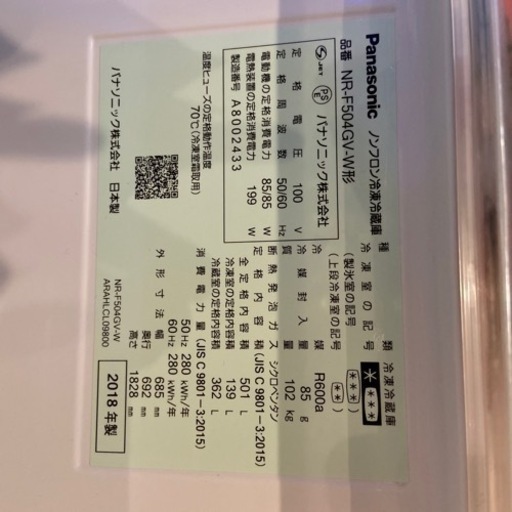 Panasonic ノンフロン冷凍冷蔵庫
品番 NR-F504GV-W形
JET PSE パナソニック株式会社
定格電圧 100 V
定格周波数 50/60 Hz
電動機の定格消費電力 85/85 W
電熱装置の定格消費電力 199 W
製造番号 A8002433
温度ヒューズの定格動作温度
70℃(冷凍室霜取用)
パナソニック株式会社 日本製
種類 冷凍冷蔵庫
冷凍室の記号
(製氷室の記号
(上段冷凍室の記号
冷媒 R600a
冷媒封入量 85 g
質量 102 kg
断熱発泡ガス シクロペンタン
定格内容積 (JIS C 9801-3:2015)
全定格内容積 501 L
冷凍室の定格内容積 139 L
冷蔵室の定格内容積 362 L
消費電力量 (JIS C 9801-3:2015)
50 Hz 280 kWh/年
60 Hz 280 kWh/年
外形寸法 幅 685 mm
奥行 692 mm
高さ 1828 mm
NR-F504GV-W
ARAHLCL09800
2018 年製